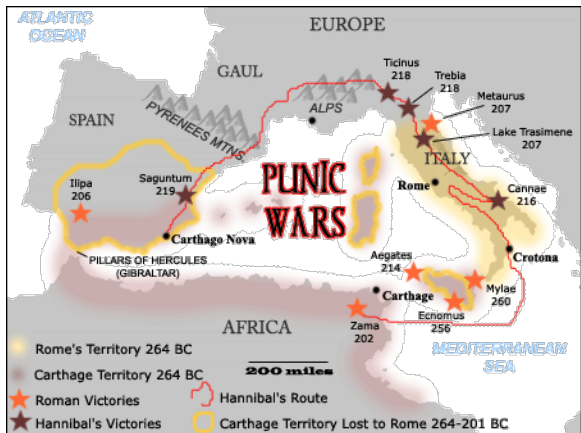 ATLANTIC
OCEAN
EUROPE
GAUL
SPAIN
PYRENEES MTNS
ALPS
Ticinus
218
Trebia
218
Metaurus
207
Lake Trasimene
207
ITALY
Rome
Cannae
216
Ilipa
206
Saguntum
219
Carthago Nova
PILLARS OF HERCULES
(GIBRALTAR)
PUNIC
WARS
Aegates
214
Carthage
Crotona
Mylae
260
Ecnomus
256
Zama
202
AFRICA
MEDITERRANEAN
SEA
200 miles
Rome's Territory 264 BC
Carthage Territory 264 BC
Roman Victories
Hannibal's Route
Hannibal's Victories
Carthage Territory Lost to Rome 264-201 BC